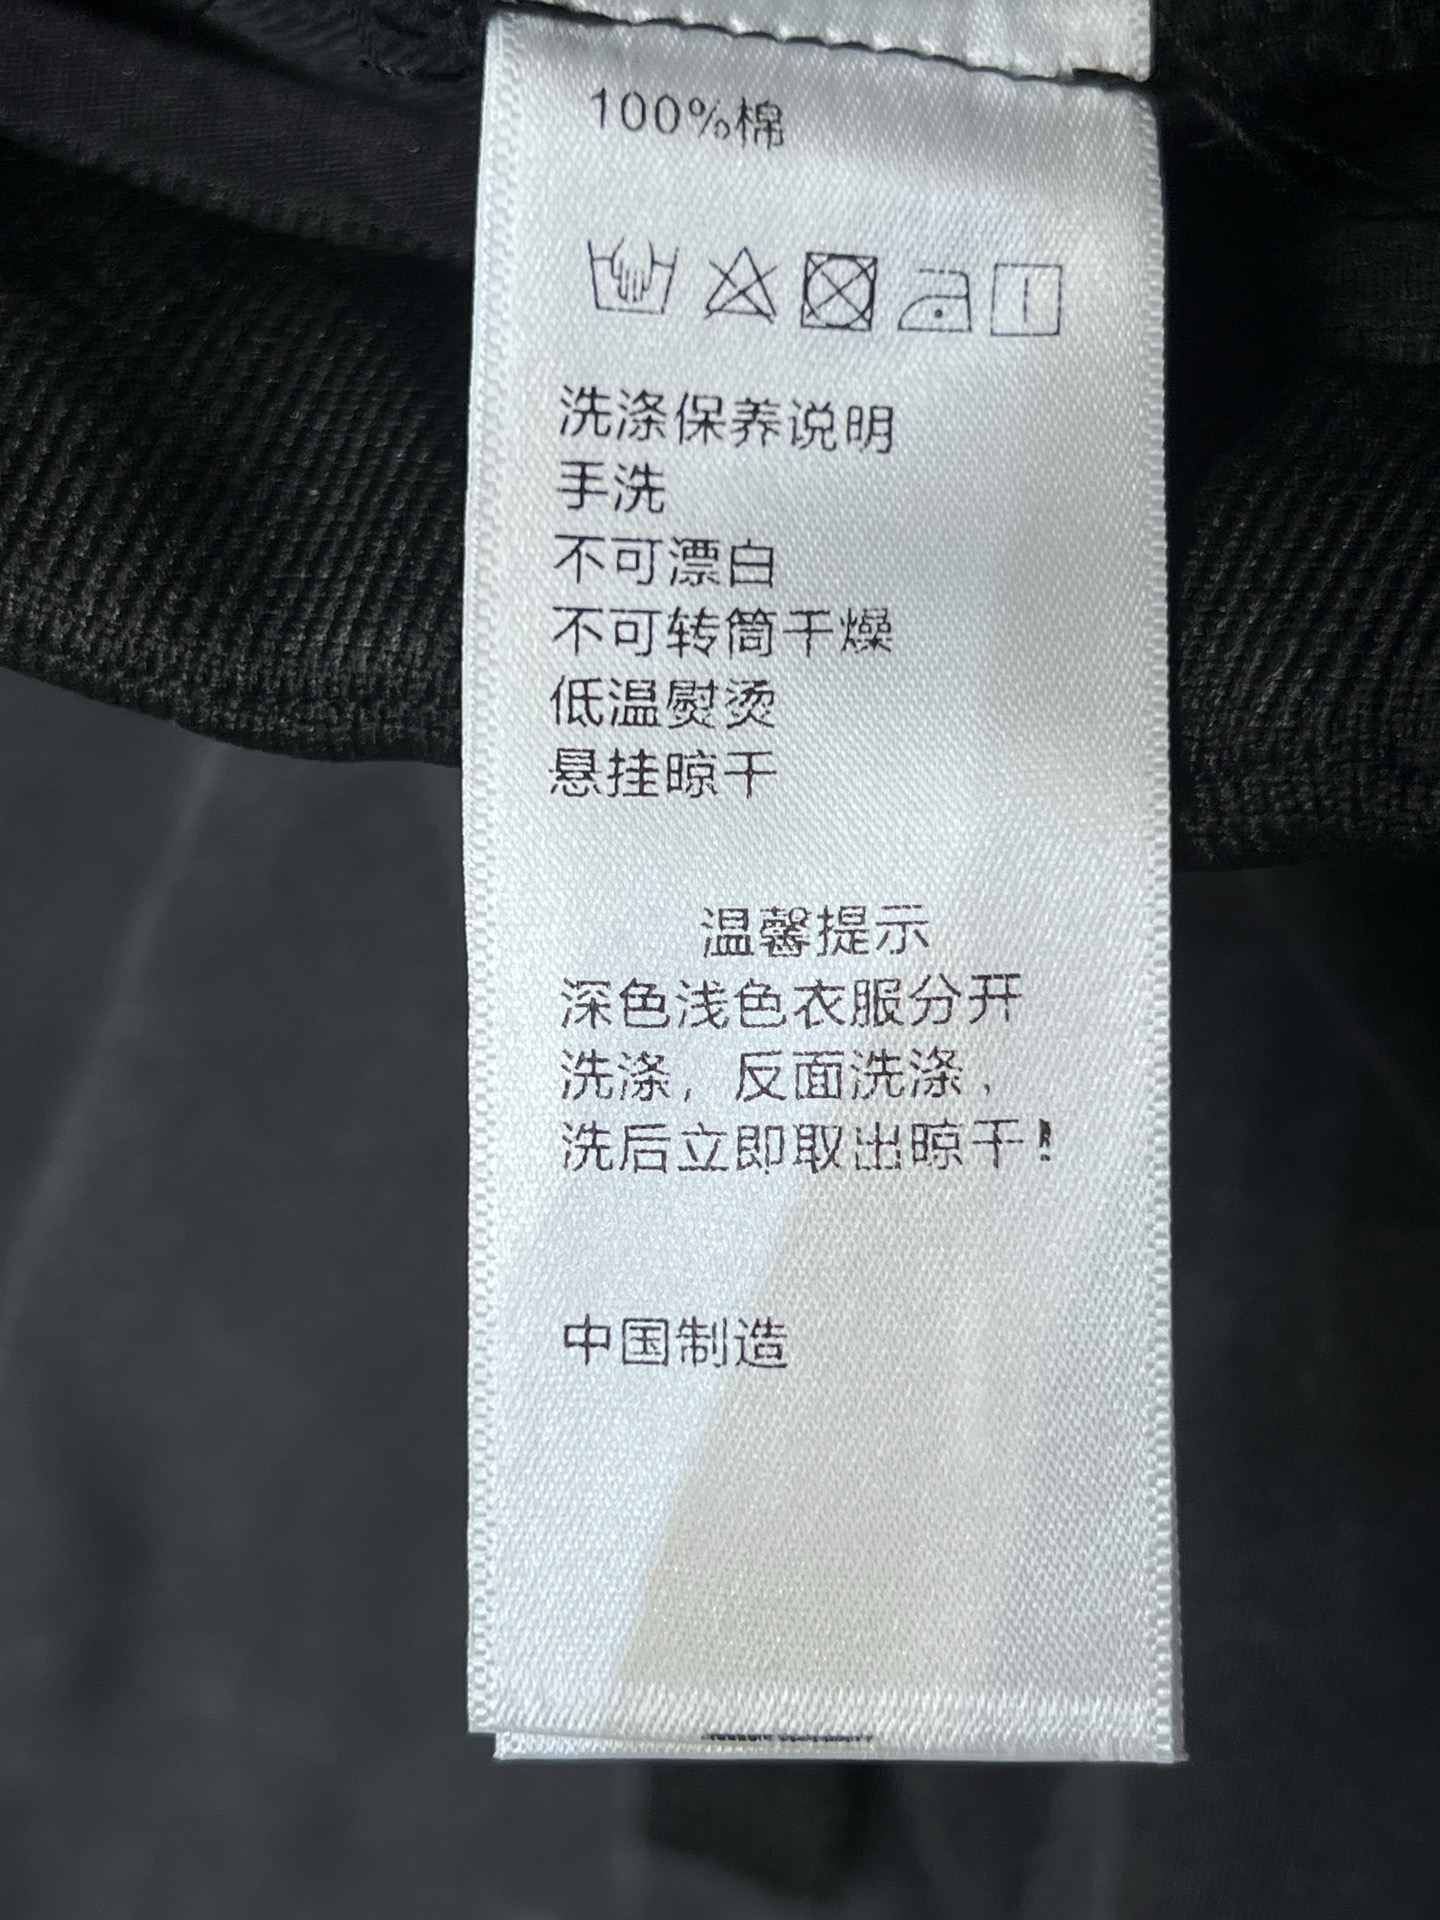 100%棉
洗涤保养说明
手洗
不可漂白
不可转筒干燥
低温熨烫
悬挂晾干
温馨提示
深色浅色衣服分开
洗涤，反面洗涤，
洗后立即取出晾干！
中国制造